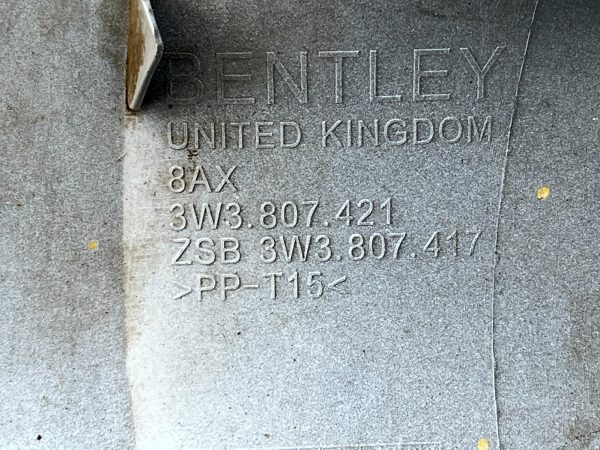 BENTLEY
UNITED KINGDOM
8AX
3W3.807.421
ZSB 3W3.807.417
>PP-T15<